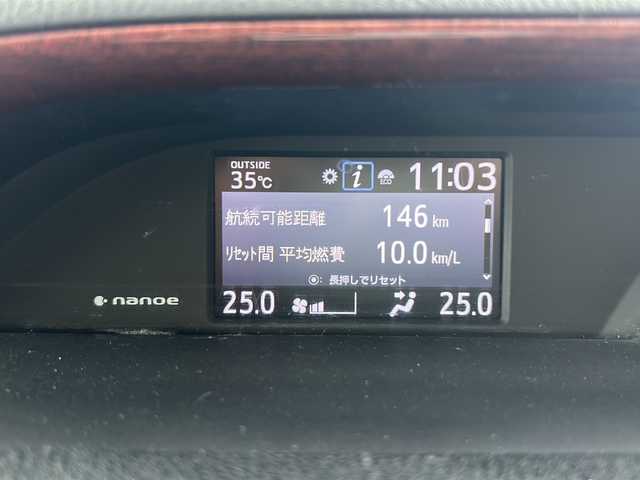 OUTSIDE
35℃
ECO
11:03
航続可能距離 146 km
リセット間 平均燃費 10.0 km/L
: 長押しでリセット
nanoe
25.0
25.0